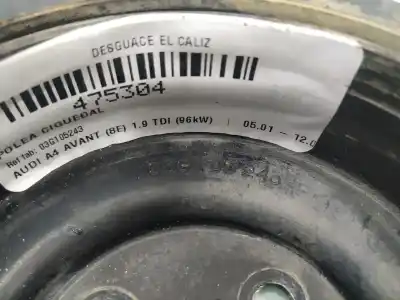 DESGUACE EL CALIZ
475304
POLEA CIGUEGAL
Ref fab: 03G105243
AUDI A4 AVANT (8E) 1.9 TDI (96kW) | 05.01 - 12.0